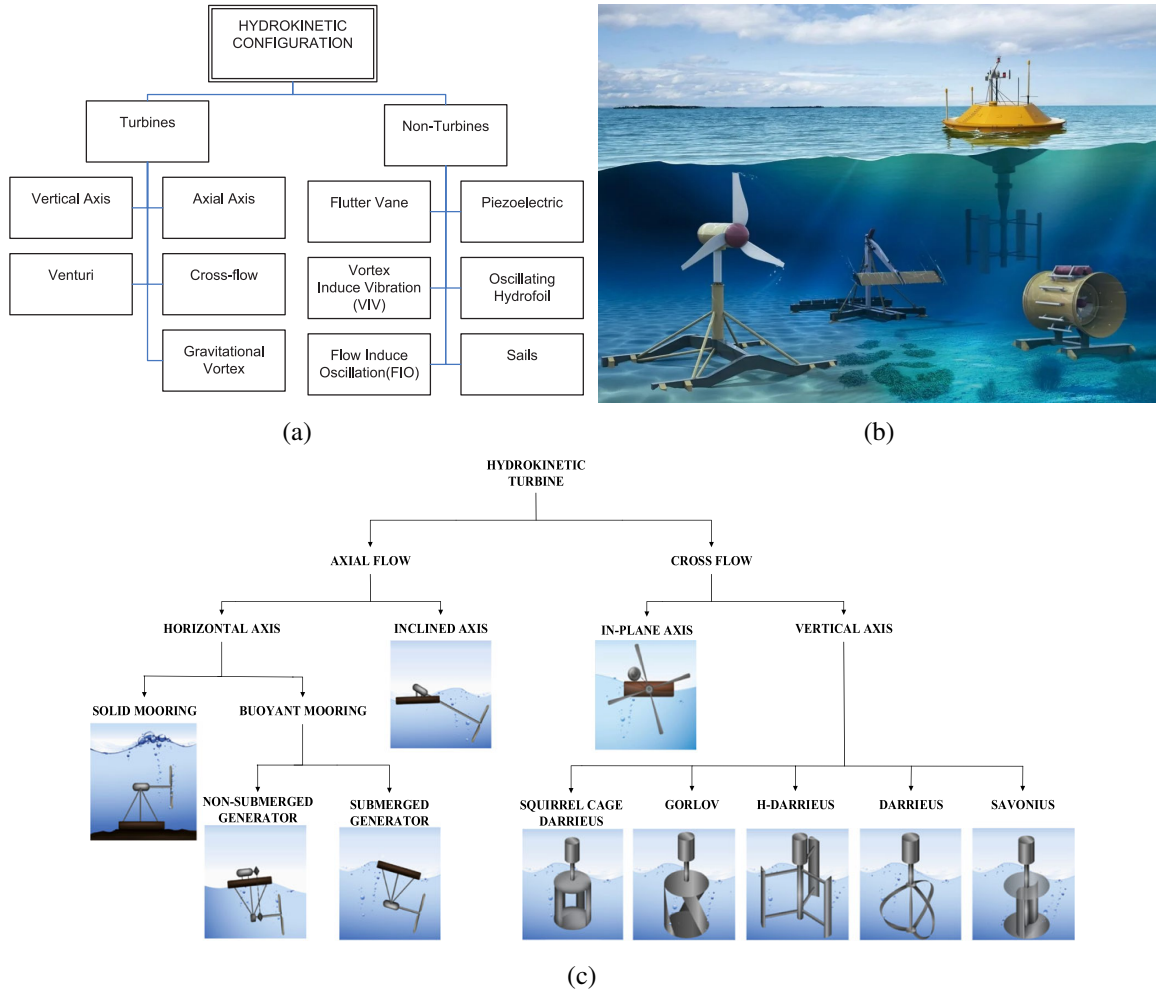 HYDROKINETIC
CONFIGURATION
Turbines
Non-Turbines
Vertical Axis
Axial Axis
Flutter Vane
Piezoelectric
Venturi
Cross-flow
Vortex
Induce Vibration
(VIV)
Oscillating
Hydrofoil
Gravitational
Vortex
Flow Induce
Oscillation(FIO)
Sails
(a)
(b)
HYDROKINETIC
TURBINE
AXIAL FLOW
CROSS FLOW
HORIZONTAL AXIS
INCLINED AXIS
IN-PLANE AXIS
VERTICAL AXIS
SOLID MOORING
BUOYANT MOORING
NON-SUBMERGED
GENERATOR
SUBMERGED
GENERATOR
SQUIRREL CAGE
DARRIEUS
GORLOV
H-DARRIEUS
DARRIEUS
SAVONIUS
(c)